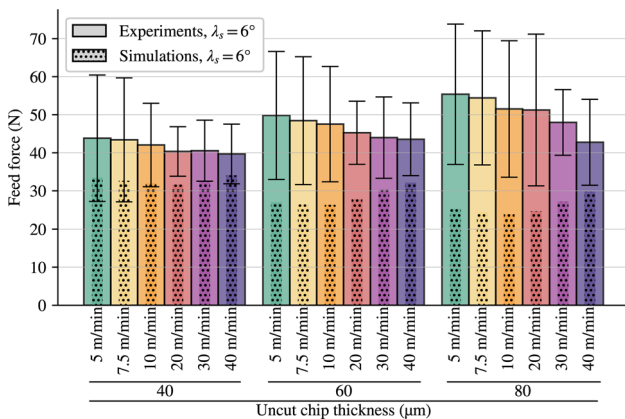 Experiments, λₛ = 6°
Simulations, λₛ = 6°
Feed force (N)
70
60
50
40
30
20
10
0
5 m/min
7.5 m/min
10 m/min
20 m/min
30 m/min
40 m/min
5 m/min
7.5 m/min
10 m/min
20 m/min
30 m/min
40 m/min
5 m/min
7.5 m/min
10 m/min
20 m/min
30 m/min
40 m/min
40 60 80
Uncut chip thickness (µm)